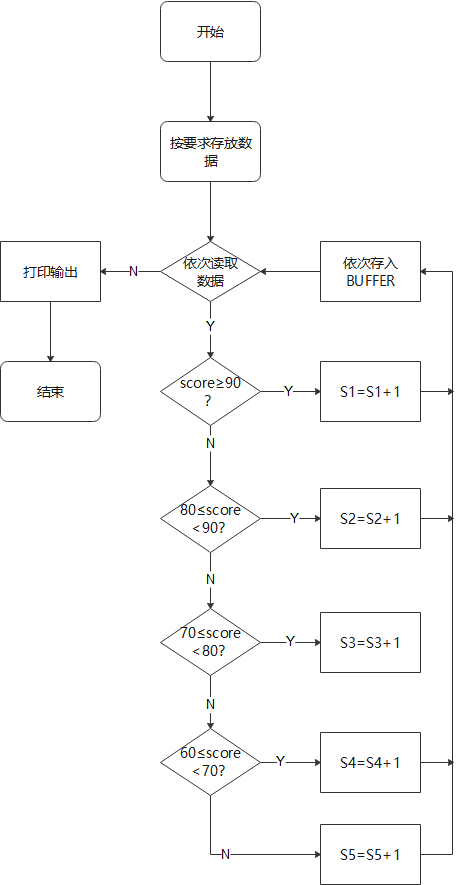 开始
按要求存放数
据
打印输出
N
依次读取
数据
依次存入
BUFFER
Y
结束
score≥90
?
Y
S1=S1+1
N
80≤score
<90?
Y
S2=S2+1
N
70≤score
<80?
Y
S3=S3+1
N
60≤score
<70?
Y
S4=S4+1
N
S5=S5+1